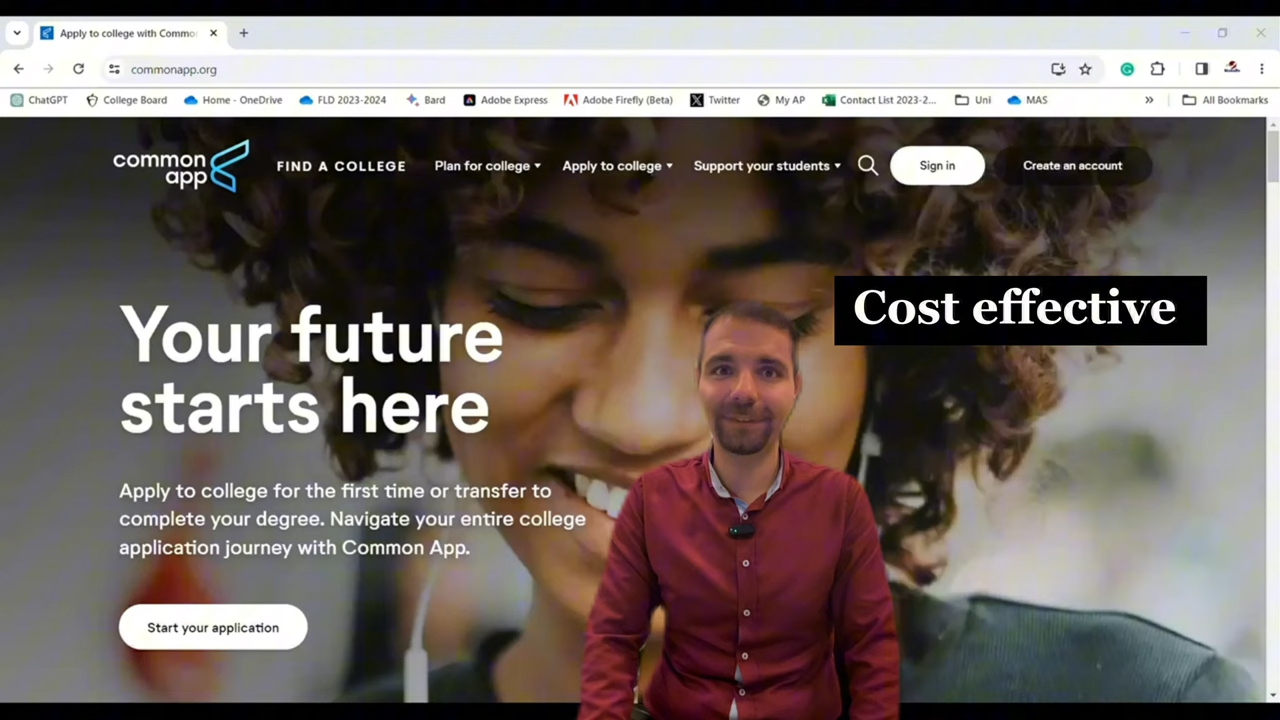 Apply to college with Commo
commonapp.org
ChatGPT College Board Home - OneDrive FLD 2023-2024 Bard Adobe Express Adobe Firefly (Beta) Twitter My AP Contact List 2023-2... Uni MAS » All Bookmarks
common
app
FIND A COLLEGE Plan for college Apply to college Support your students Sign in Create an account
Cost effective
Your future
starts here
Apply to college for the first time or transfer to
complete your degree. Navigate your entire college
application journey with Common App.
Start your application